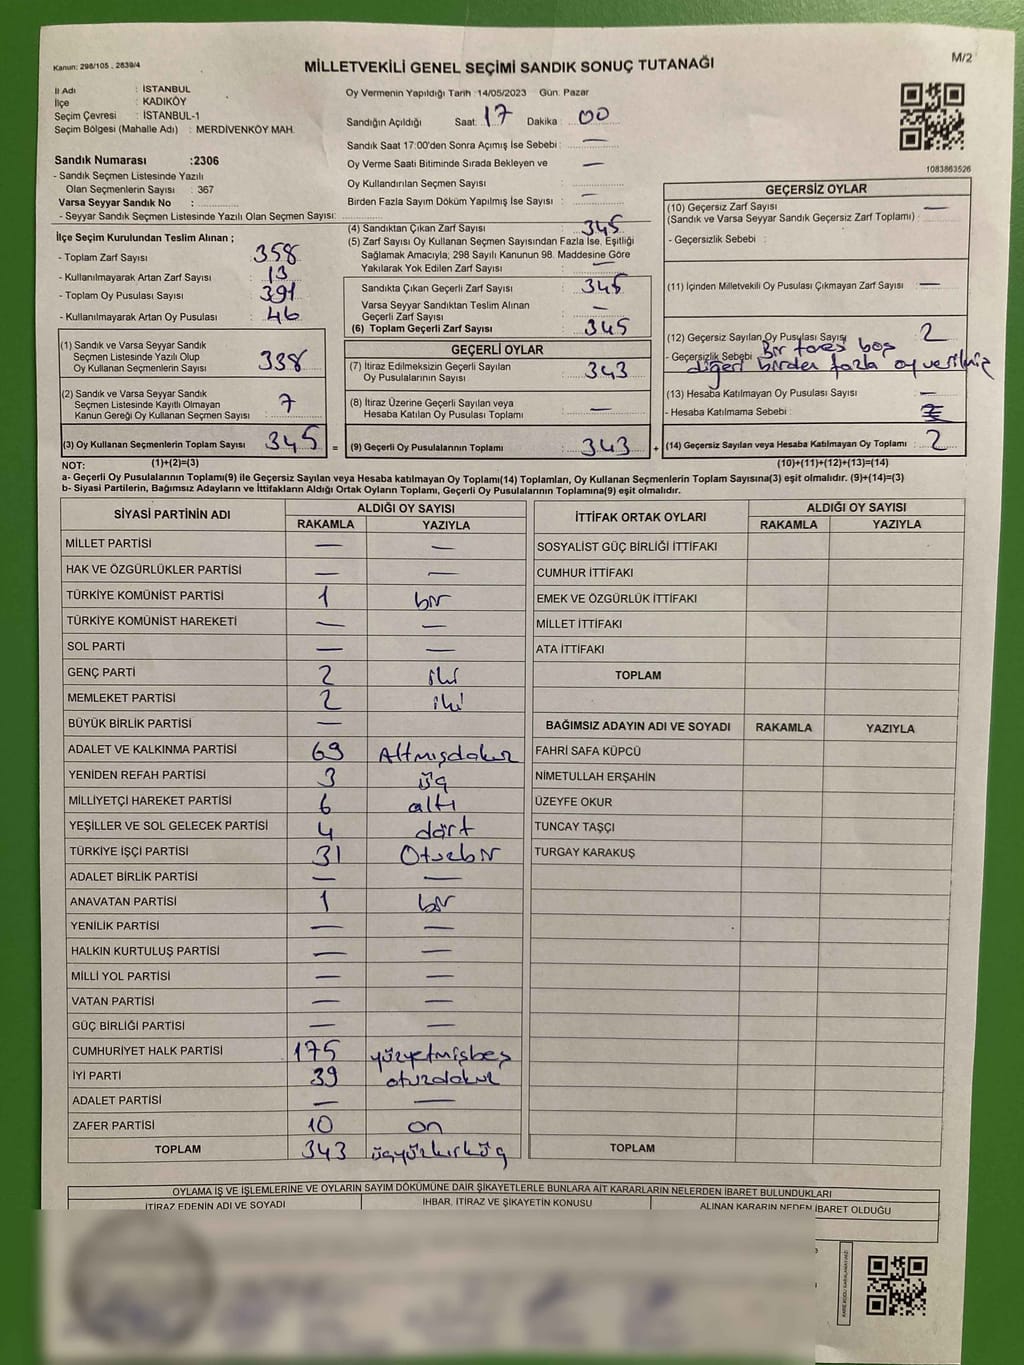 Kanun: 298/105 , 2839/4
MİLLETVEKİLİ GENEL SEÇİMİ SANDIK SONUÇ TUTANAĞI
M/2
İl Adı : İSTANBUL
İlçe : KADIKÖY
Seçim Çevresi : İSTANBUL-1
Seçim Bölgesi (Mahalle Adı) : MERDİVENKÖY MAH.
Sandık Numarası :2306
- Sandık Seçmen Listesinde Yazılı
Olan Seçmenlerin Sayısı : 367
Varsa Seyyar Sandık No :
- Seyyar Sandık Seçmen Listesinde Yazılı Olan Seçmen Sayısı:
Oy Vermenin Yapıldığı Tarih :14/05/2023 Gün: Pazar
Sandığın Açıldığı Saat: 17 Dakika : 00
Sandık Saat 17:00'den Sonra Açımış İse Sebebi : —
Oy Verme Saati Bitiminde Sırada Bekleyen ve —
Oy Kullandırılan Seçmen Sayısı :
Birden Fazla Sayım Döküm Yapılmış İse Sayısı : —
1083863526
İlçe Seçim Kurulundan Teslim Alınan ;
- Toplam Zarf Sayısı : 358
- Kullanılmayarak Artan Zarf Sayısı : 13
- Toplam Oy Pusulası Sayısı : 391
- Kullanılmayarak Artan Oy Pusulası : 46
(4) Sandıktan Çıkan Zarf Sayısı : 345
(5) Zarf Sayısı Oy Kullanan Seçmen Sayısından Fazla İse, Eşitliği
Sağlamak Amacıyla; 298 Sayılı Kanunun 98. Maddesine Göre
Yakılarak Yok Edilen Zarf Sayısı : —
Sandıkta Çıkan Geçerli Zarf Sayısı : 345
Varsa Seyyar Sandıktan Teslim Alınan
Geçerli Zarf Sayısı : —
(6) Toplam Geçerli Zarf Sayısı : 345
GEÇERSİZ OYLAR
(10) Geçersiz Zarf Sayısı —
(Sandık ve Varsa Seyyar Sandık Geçersiz Zarf Toplamı) :
- Geçersizlik Sebebi :
(11) İçinden Milletvekili Oy Pusulası Çıkmayan Zarf Sayısı : —
(12) Geçersiz Sayılan Oy Pusulası Sayısı : 2
- Geçersizlik Sebebi Bir tanesi boş
diğeri birden fazla oy verilmiş
(13) Hesaba Katılmayan Oy Pusulası Sayısı : —
- Hesaba Katılmama Sebebi :
(14) Geçersiz Sayılan veya Hesaba Katılmayan Oy Toplamı : 2
(10)+(11)+(12)+(13)=(14)
(1) Sandık ve Varsa Seyyar Sandık
Seçmen Listesinde Yazılı Olup
Oy Kullanan Seçmenlerin Sayısı : 338
(2) Sandık ve Varsa Seyyar Sandık
Seçmen Listesinde Kayıtlı Olmayan
Kanun Gereği Oy Kullanan Seçmen Sayısı : 7
(3) Oy Kullanan Seçmenlerin Toplam Sayısı : 345 =
(1)+(2)=(3)
GEÇERLİ OYLAR
(7) İtiraz Edilmeksizin Geçerli Sayılan
Oy Pusulalarının Sayısı : 343
(8) İtiraz Üzerine Geçerli Sayılan veya
Hesaba Katılan Oy Pusulası Toplamı : —
(9) Geçerli Oy Pusulalarının Toplamı : 343 +
NOT:
a- Geçerli Oy Pusulalarının Toplamı(9) ile Geçersiz Sayılan veya Hesaba katılmayan Oy Toplamı(14) Toplamları, Oy Kullanan Seçmenlerin Toplam Sayısına(3) eşit olmalıdır. (9)+(14)=(3)
b- Siyasi Partilerin, Bağımsız Adayların ve İttifakların Aldığı Ortak Oyların Toplamı, Geçerli Oy Pusulalarının Toplamına(9) eşit olmalıdır.
SİYASİ PARTİNİN ADI ALDIĞI OY SAYISI
RAKAMLA YAZIYLA
MİLLET PARTİSİ — —
HAK VE ÖZGÜRLÜKLER PARTİSİ — —
TÜRKİYE KOMÜNİST PARTİSİ 1 bir
TÜRKİYE KOMÜNİST HAREKETİ — —
SOL PARTİ — —
GENÇ PARTİ 2 iki
MEMLEKET PARTİSİ 2 iki
BÜYÜK BİRLİK PARTİSİ —
ADALET VE KALKINMA PARTİSİ 69 Altmışdokuz
YENİDEN REFAH PARTİSİ 3 üç
MİLLİYETÇİ HAREKET PARTİSİ 6 altı
YEŞİLLER VE SOL GELECEK PARTİSİ 4 dört
TÜRKİYE İŞÇİ PARTİSİ 31 Otuzbir
ADALET BİRLİK PARTİSİ — —
ANAVATAN PARTİSİ 1 bir
YENİLİK PARTİSİ — —
HALKIN KURTULUŞ PARTİSİ — —
MİLLİ YOL PARTİSİ — —
VATAN PARTİSİ — —
GÜÇ BİRLİĞİ PARTİSİ — —
CUMHURİYET HALK PARTİSİ 175 yüzyetmişbeş
İYİ PARTİ 39 otuzdokuz
ADALET PARTİSİ — —
ZAFER PARTİSİ 10 on
TOPLAM 343 üçyüzkırküç
İTTİFAK ORTAK OYLARI ALDIĞI OY SAYISI
RAKAMLA YAZIYLA
SOSYALİST GÜÇ BİRLİĞİ İTTİFAKI
CUMHUR İTTİFAKI
EMEK VE ÖZGÜRLÜK İTTİFAKI
MİLLET İTTİFAKI
ATA İTTİFAKI
TOPLAM
BAĞIMSIZ ADAYIN ADI VE SOYADI RAKAMLA YAZIYLA
FAHRİ SAFA KÜPCÜ
NİMETULLAH ERŞAHİN
ÜZEYFE OKUR
TUNCAY TAŞÇI
TURGAY KARAKUŞ
TOPLAM
OYLAMA İŞ VE İŞLEMLERİNE VE OYLARIN SAYIM DÖKÜMÜNE DAİR ŞİKAYETLERLE BUNLARA AİT KARARLARIN NELERDEN İBARET BULUNDUKLARI
İTİRAZ EDENİN ADI VE SOYADI İHBAR, İTİRAZ VE ŞİKAYETİN KONUSU ALINAN KARARIN NEDEN İBARET OLDUĞU